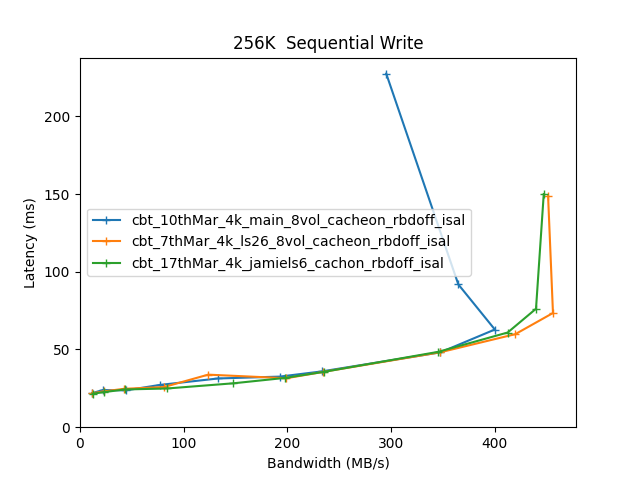 256K  Sequential Write
Latency (ms)
200
150
100
50
0
cbt_10thMar_4k_main_8vol_cacheon_rbdoff_isal
cbt_7thMar_4k_ls26_8vol_cacheon_rbdoff_isal
cbt_17thMar_4k_jamiels6_cachon_rbdoff_isal
0 100 200 300 400
Bandwidth (MB/s)